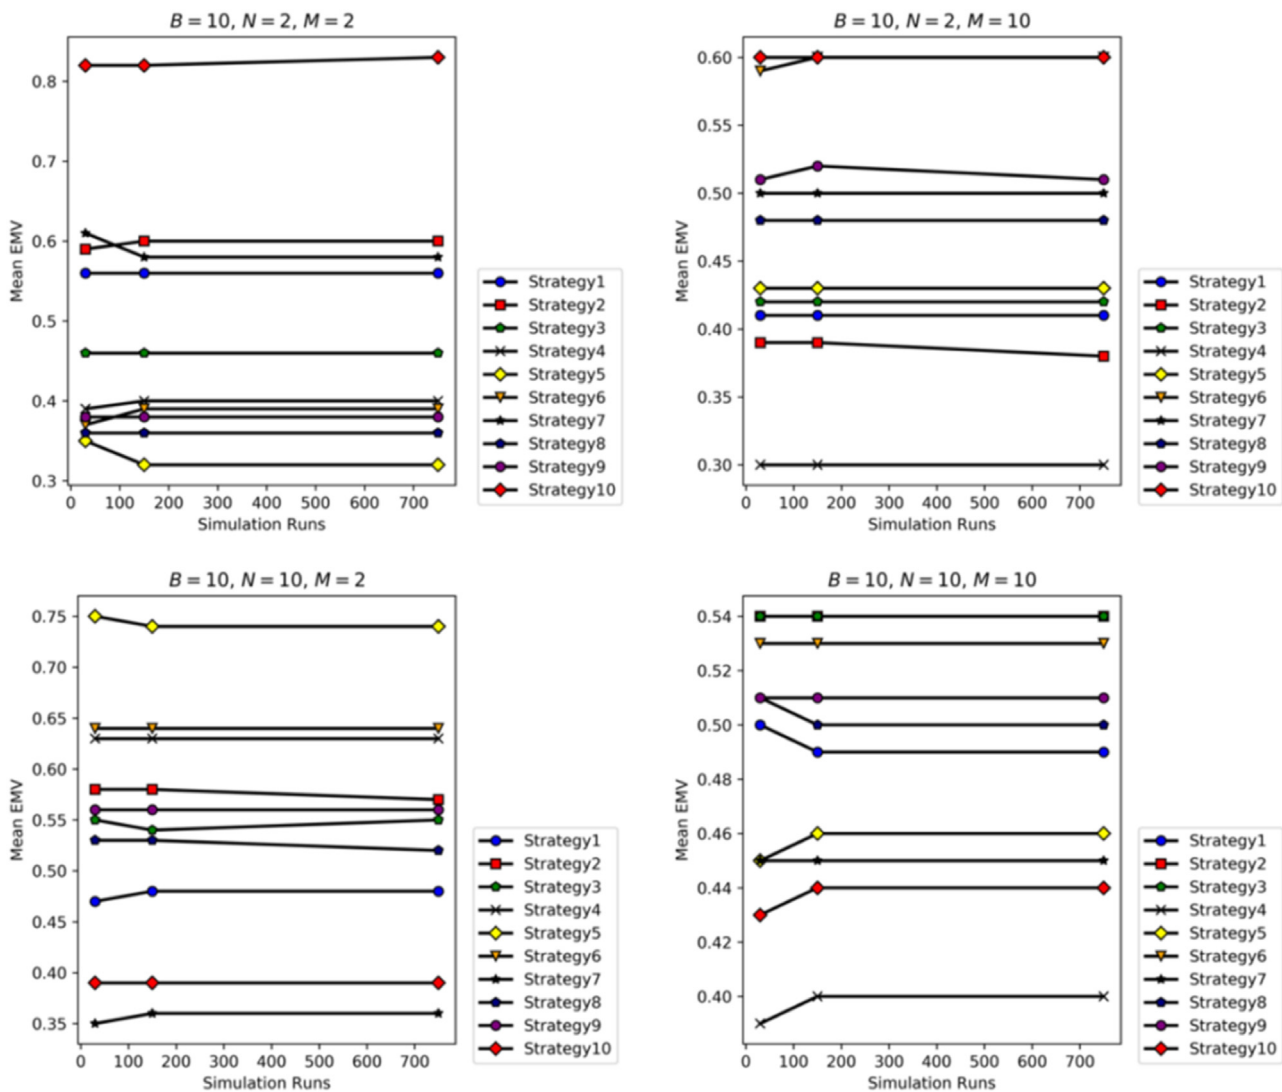 B = 10, N = 2, M = 2
0.8
0.7
0.6
0.5
0.4
0.3
Mean EMV
0 100 200 300 400 500 600 700
Simulation Runs
Strategy1
Strategy2
Strategy3
Strategy4
Strategy5
Strategy6
Strategy7
Strategy8
Strategy9
Strategy10
B = 10, N = 2, M = 10
0.60
0.55
0.50
0.45
0.40
0.35
0.30
Mean EMV
0 100 200 300 400 500 600 700
Simulation Runs
Strategy1
Strategy2
Strategy3
Strategy4
Strategy5
Strategy6
Strategy7
Strategy8
Strategy9
Strategy10
B = 10, N = 10, M = 2
0.75
0.70
0.65
0.60
0.55
0.50
0.45
0.40
0.35
Mean EMV
0 100 200 300 400 500 600 700
Simulation Runs
Strategy1
Strategy2
Strategy3
Strategy4
Strategy5
Strategy6
Strategy7
Strategy8
Strategy9
Strategy10
B = 10, N = 10, M = 10
0.54
0.52
0.50
0.48
0.46
0.44
0.42
0.40
Mean EMV
0 100 200 300 400 500 600 700
Simulation Runs
Strategy1
Strategy2
Strategy3
Strategy4
Strategy5
Strategy6
Strategy7
Strategy8
Strategy9
Strategy10